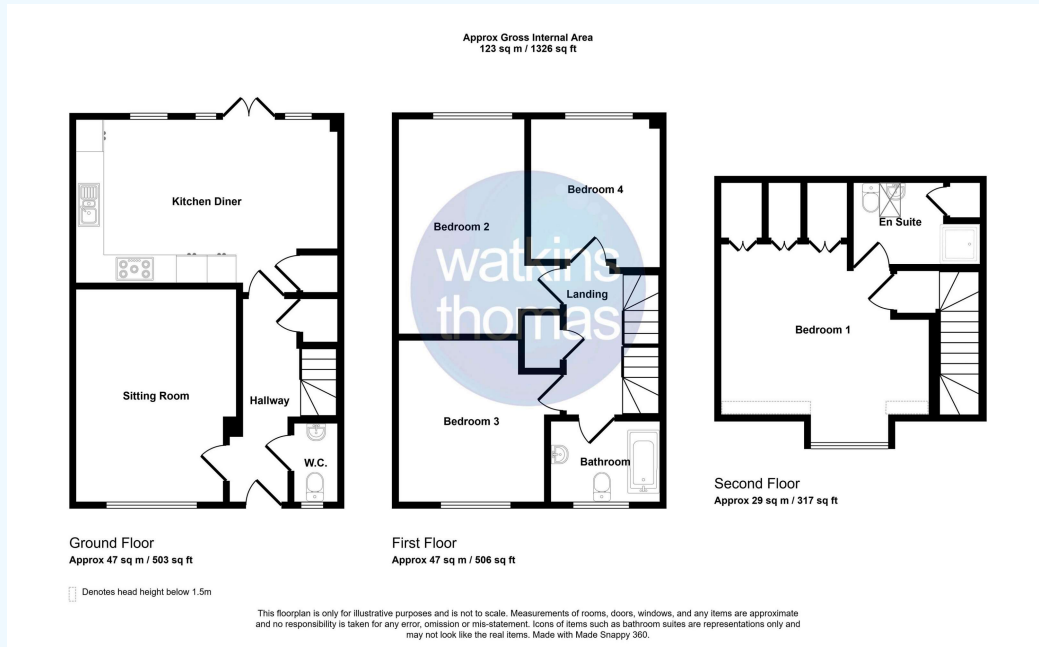 Approx Gross Internal Area
123 sq m / 1326 sq ft
Kitchen Diner
Sitting Room
Hallway
W.C.
Ground Floor
Approx 47 sq m / 503 sq ft
Denotes head height below 1.5m
Bedroom 4
Bedroom 2
watkins
thomas
Landing
Bedroom 3
Bathroom
First Floor
Approx 47 sq m / 506 sq ft
En Suite
Bedroom 1
Second Floor
Approx 29 sq m / 317 sq ft
This floorplan is only for illustrative purposes and is not to scale. Measurements of rooms, doors, windows, and any items are approximate
and no responsibility is taken for any error, omission or mis-statement. Icons of items such as bathroom suites are representations only and
may not look like the real items. Made with Made Snappy 360.